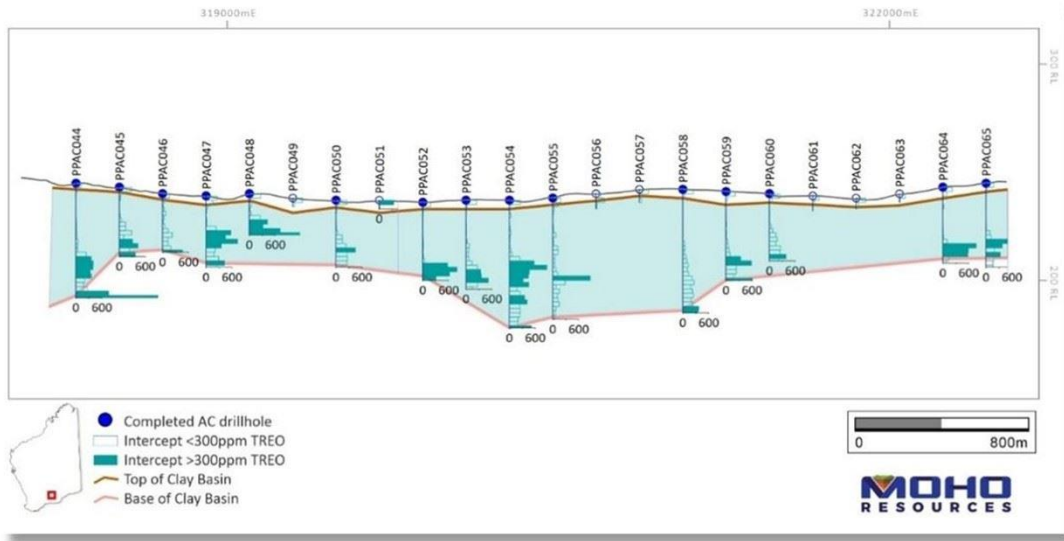 319000mE
322000mE
300 RL
200 RL
PPAC044
PPAC045
PPAC046
PPAC047
PPAC048
PPAC049
PPAC050
PPAC051
PPAC052
PPAC053
PPAC054
PPAC055
PPAC056
PPAC057
PPAC058
PPAC059
PPAC060
PPAC061
PPAC062
PPAC063
PPAC064
PPAC065
0 600
0 600
0 600
0 600
0 600
0 600
0
0 600
0 600
0 600
0 600
0 600
0 600
0 600
0 600
0 600
Completed AC drillhole
Intercept <300ppm TREO
Intercept >300ppm TREO
Top of Clay Basin
Base of Clay Basin
0 800m
MOHO
RESOURCES